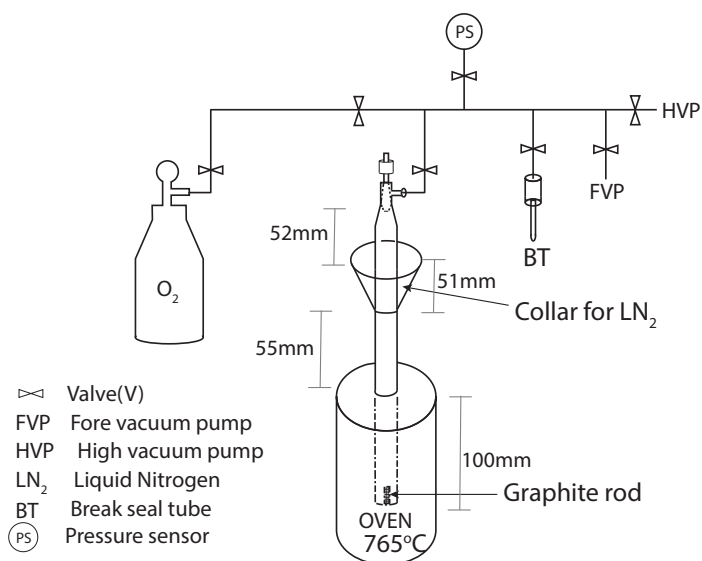 PS
HVP
FVP
BT
52mm
51mm
O2
Collar for LN2
55mm
Valve(V)
FVP Fore vacuum pump
HVP High vacuum pump
LN2 Liquid Nitrogen
BT Break seal tube
PS Pressure sensor
100mm
Graphite rod
OVEN
765°C